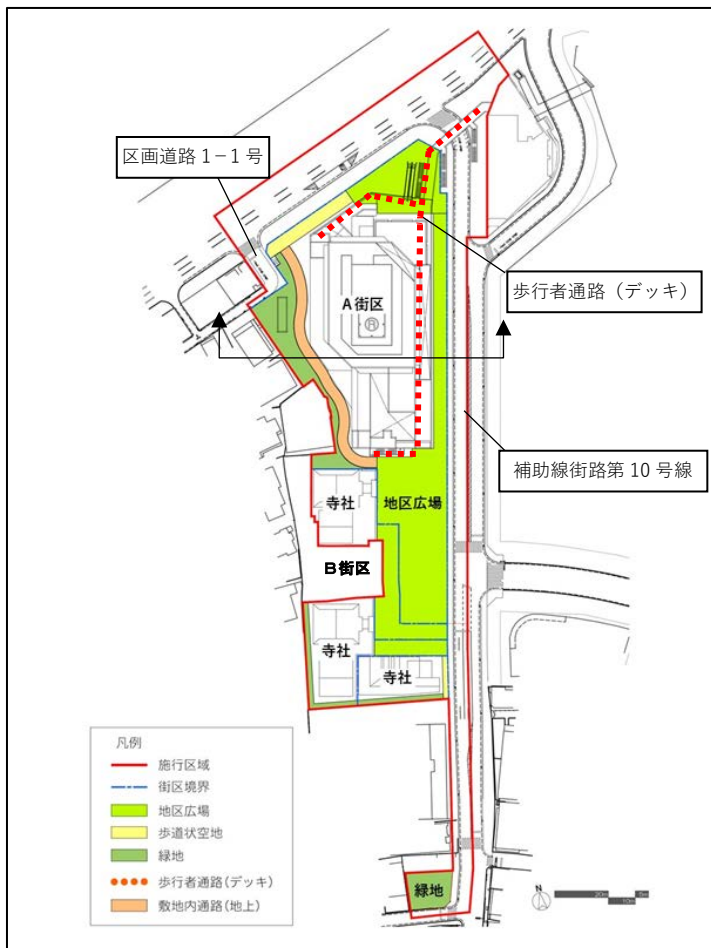 区画道路1-1号
A街区
歩行者通路（デッキ）
補助線街路第10号線
寺社
地区広場
B街区
寺社
寺社
凡例
施行区域
街区境界
地区広場
歩道状空地
緑地
歩行者通路(デッキ)
敷地内通路(地上)
緑地
N